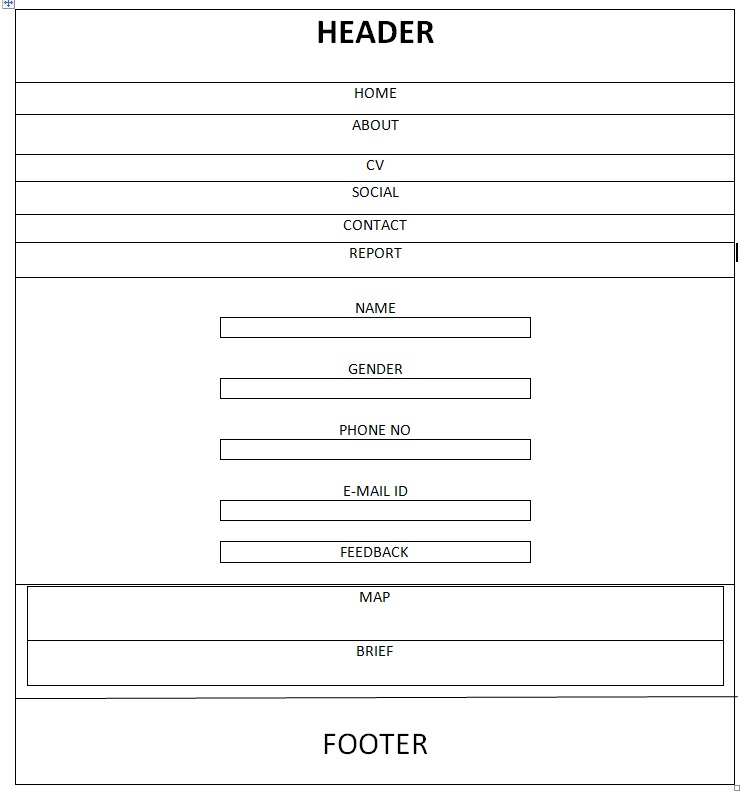 HEADER
HOME
ABOUT
CV
SOCIAL
CONTACT
REPORT
NAME
GENDER
PHONE NO
E-MAIL ID
FEEDBACK
MAP
BRIEF
FOOTER